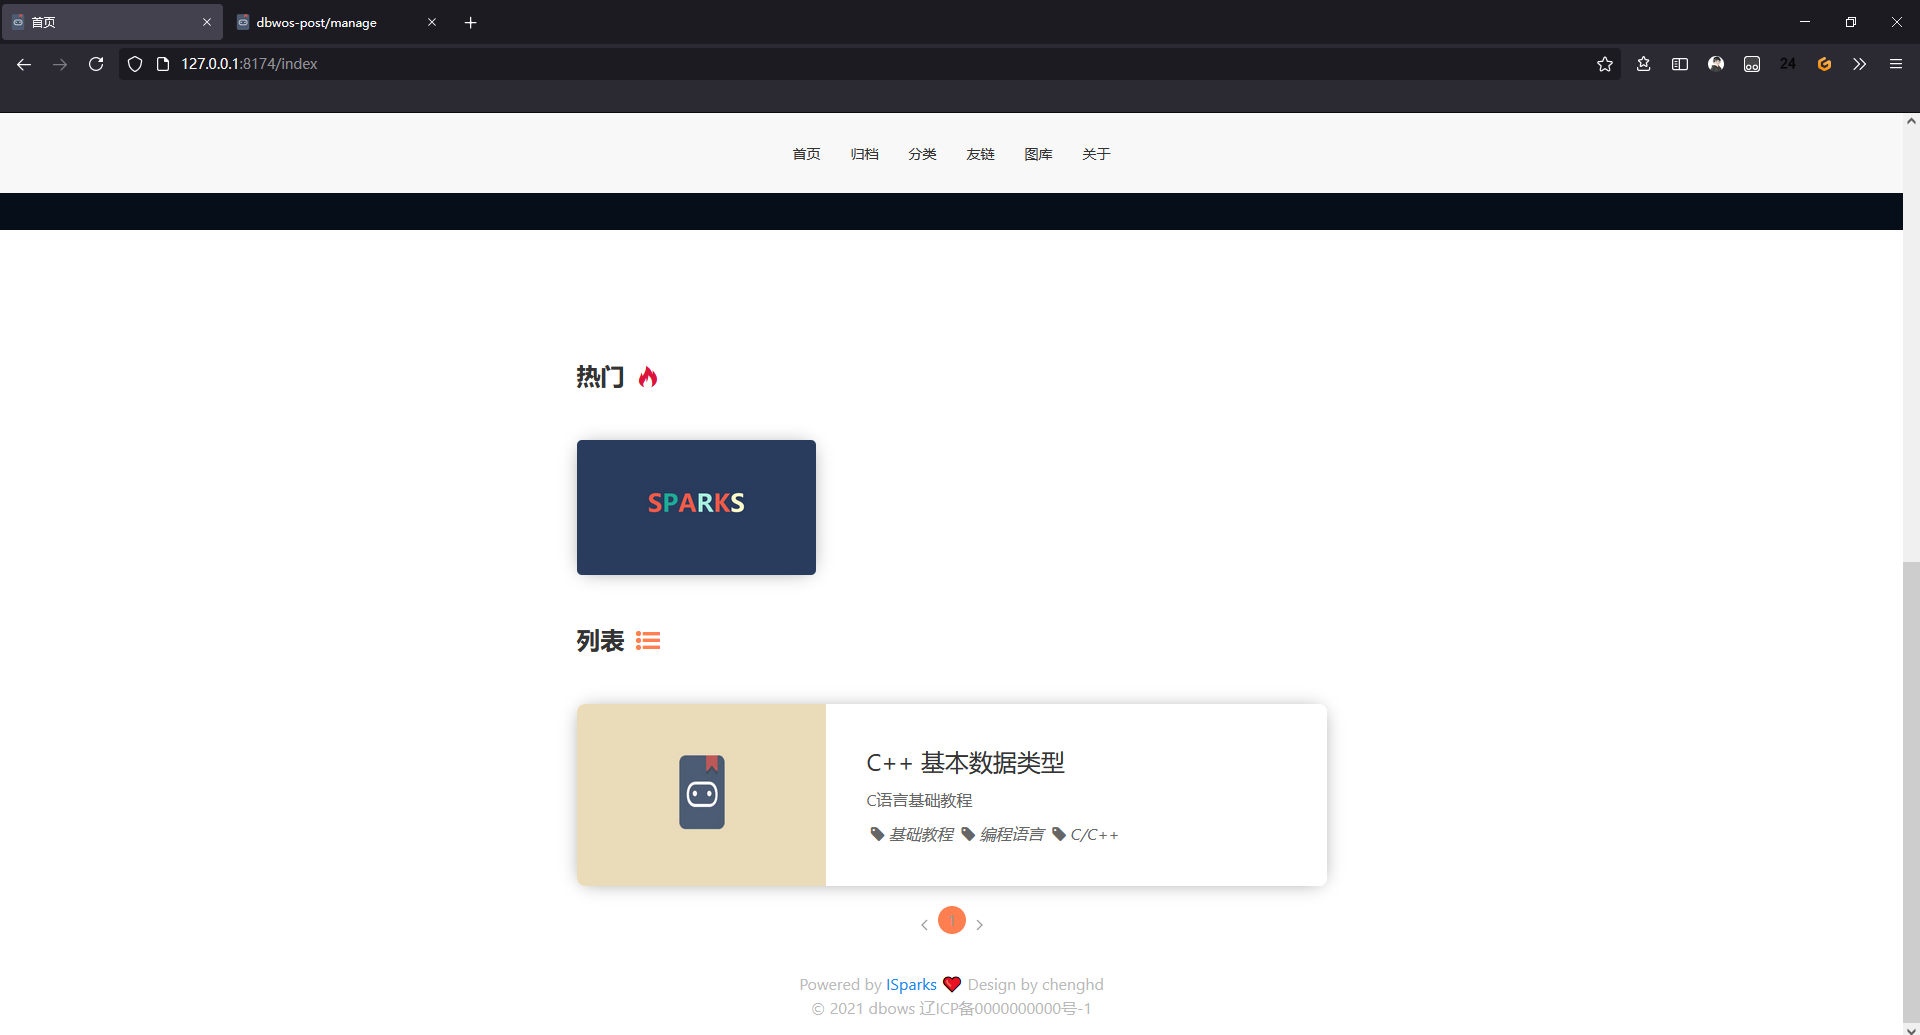 首页
dbwos-post/manage
127.0.0.1:8174/index
24
首页 归档 分类 友链 图库 关于
热门
SPARKS
列表
C++ 基本数据类型
C语言基础教程
基础教程 编程语言 C/C++
1
Powered by ISparks Design by chenghd
© 2021 dbows 辽ICP备0000000000号-1